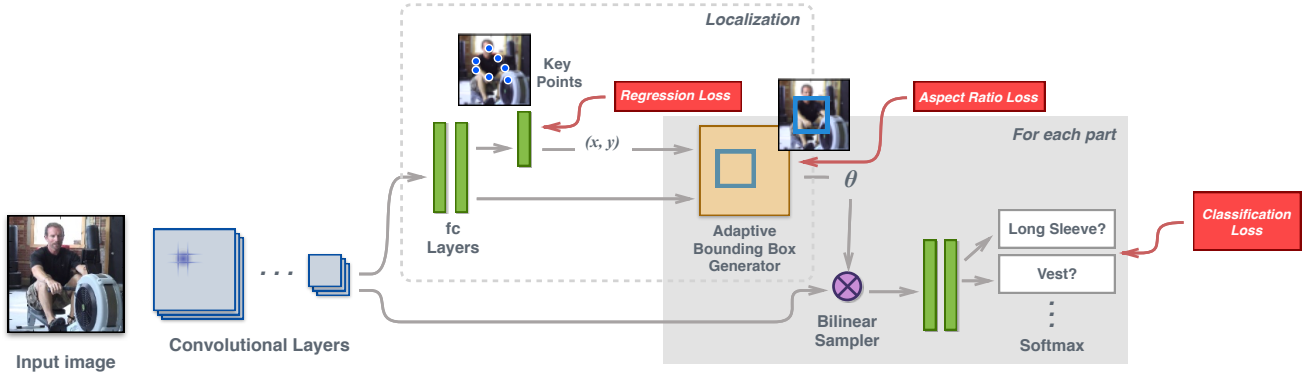 Localization
Key
Points
Regression Loss
Aspect Ratio Loss
For each part
(x, y)
θ
fc
Layers
Adaptive
Bounding Box
Generator
Long Sleeve?
Classification
Loss
Vest?
. . .
Bilinear
Sampler
Softmax
Convolutional Layers
Input image